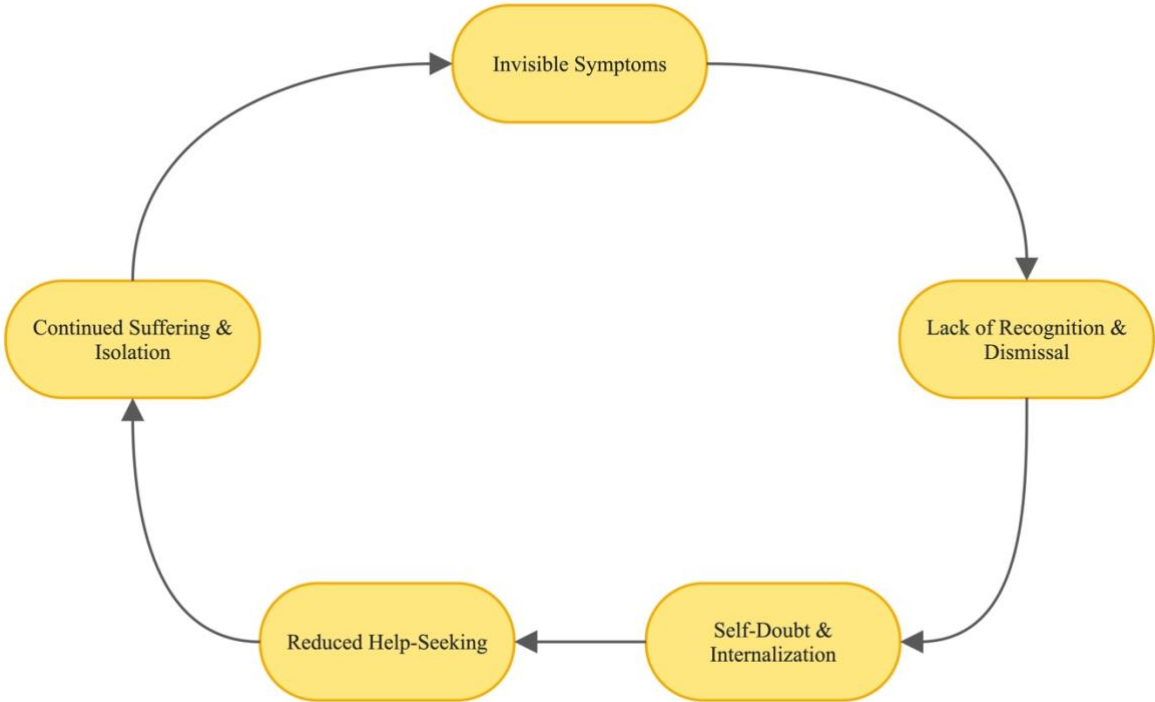 Invisible Symptoms
Continued Suffering &
Isolation
Lack of Recognition &
Dismissal
Reduced Help-Seeking
Self-Doubt &
Internalization